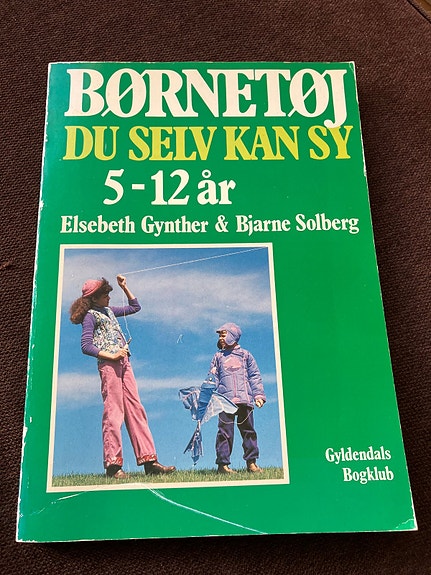 BØRNETØJ
DU SELV KAN SY
5-12 år
Elsebeth Gynther & Bjarne Solberg
Gyldendals
Bogklub